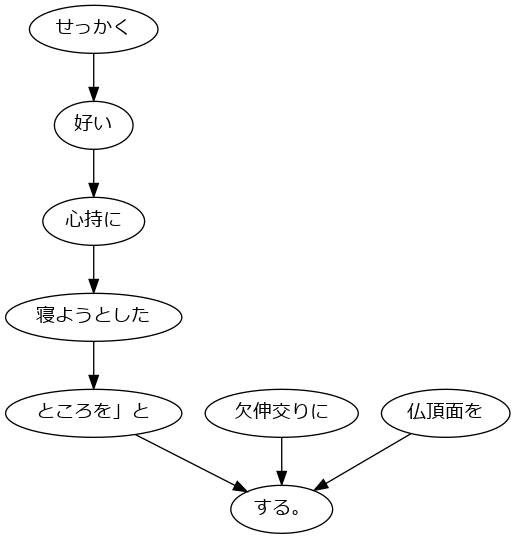 せっかく
好い
心持に
寝ようとした
ところを」と
欠伸交りに
仏頂面を
する。